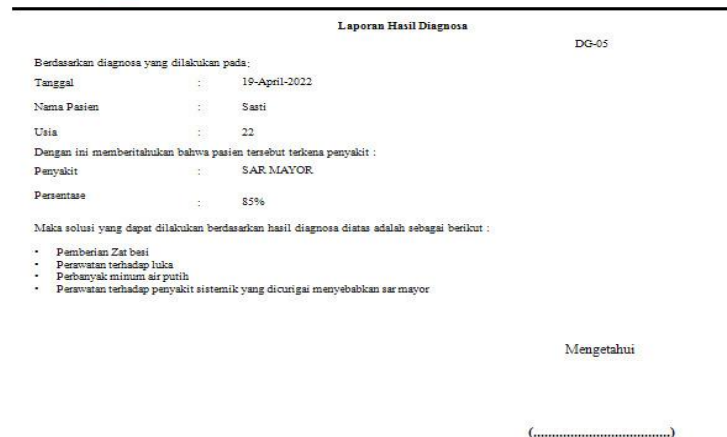 Laporan Hasil Diagnosa
DG-05
Berdasarkan diagnosa yang dilakukan pada;
Tanggal : 19-April-2022
Nama Pasien : Sasti
Usia : 22
Dengan ini memberitahukan bahwa pasien tersebut terkena penyakit :
Penyakit : SAR MAYOR
Persentase : 85%
Maka solusi yang dapat dilakukan berdasarkan hasil diagnosa diatas adalah sebagai berikut :
• Pemberian Zat besi
• Perawatan terhadap luka
• Perbanyak minum air putih
• Perawatan terhadap penyakit sistemik yang dicurigai menyebabkan sar mayor
Mengetahui
(.....................................)